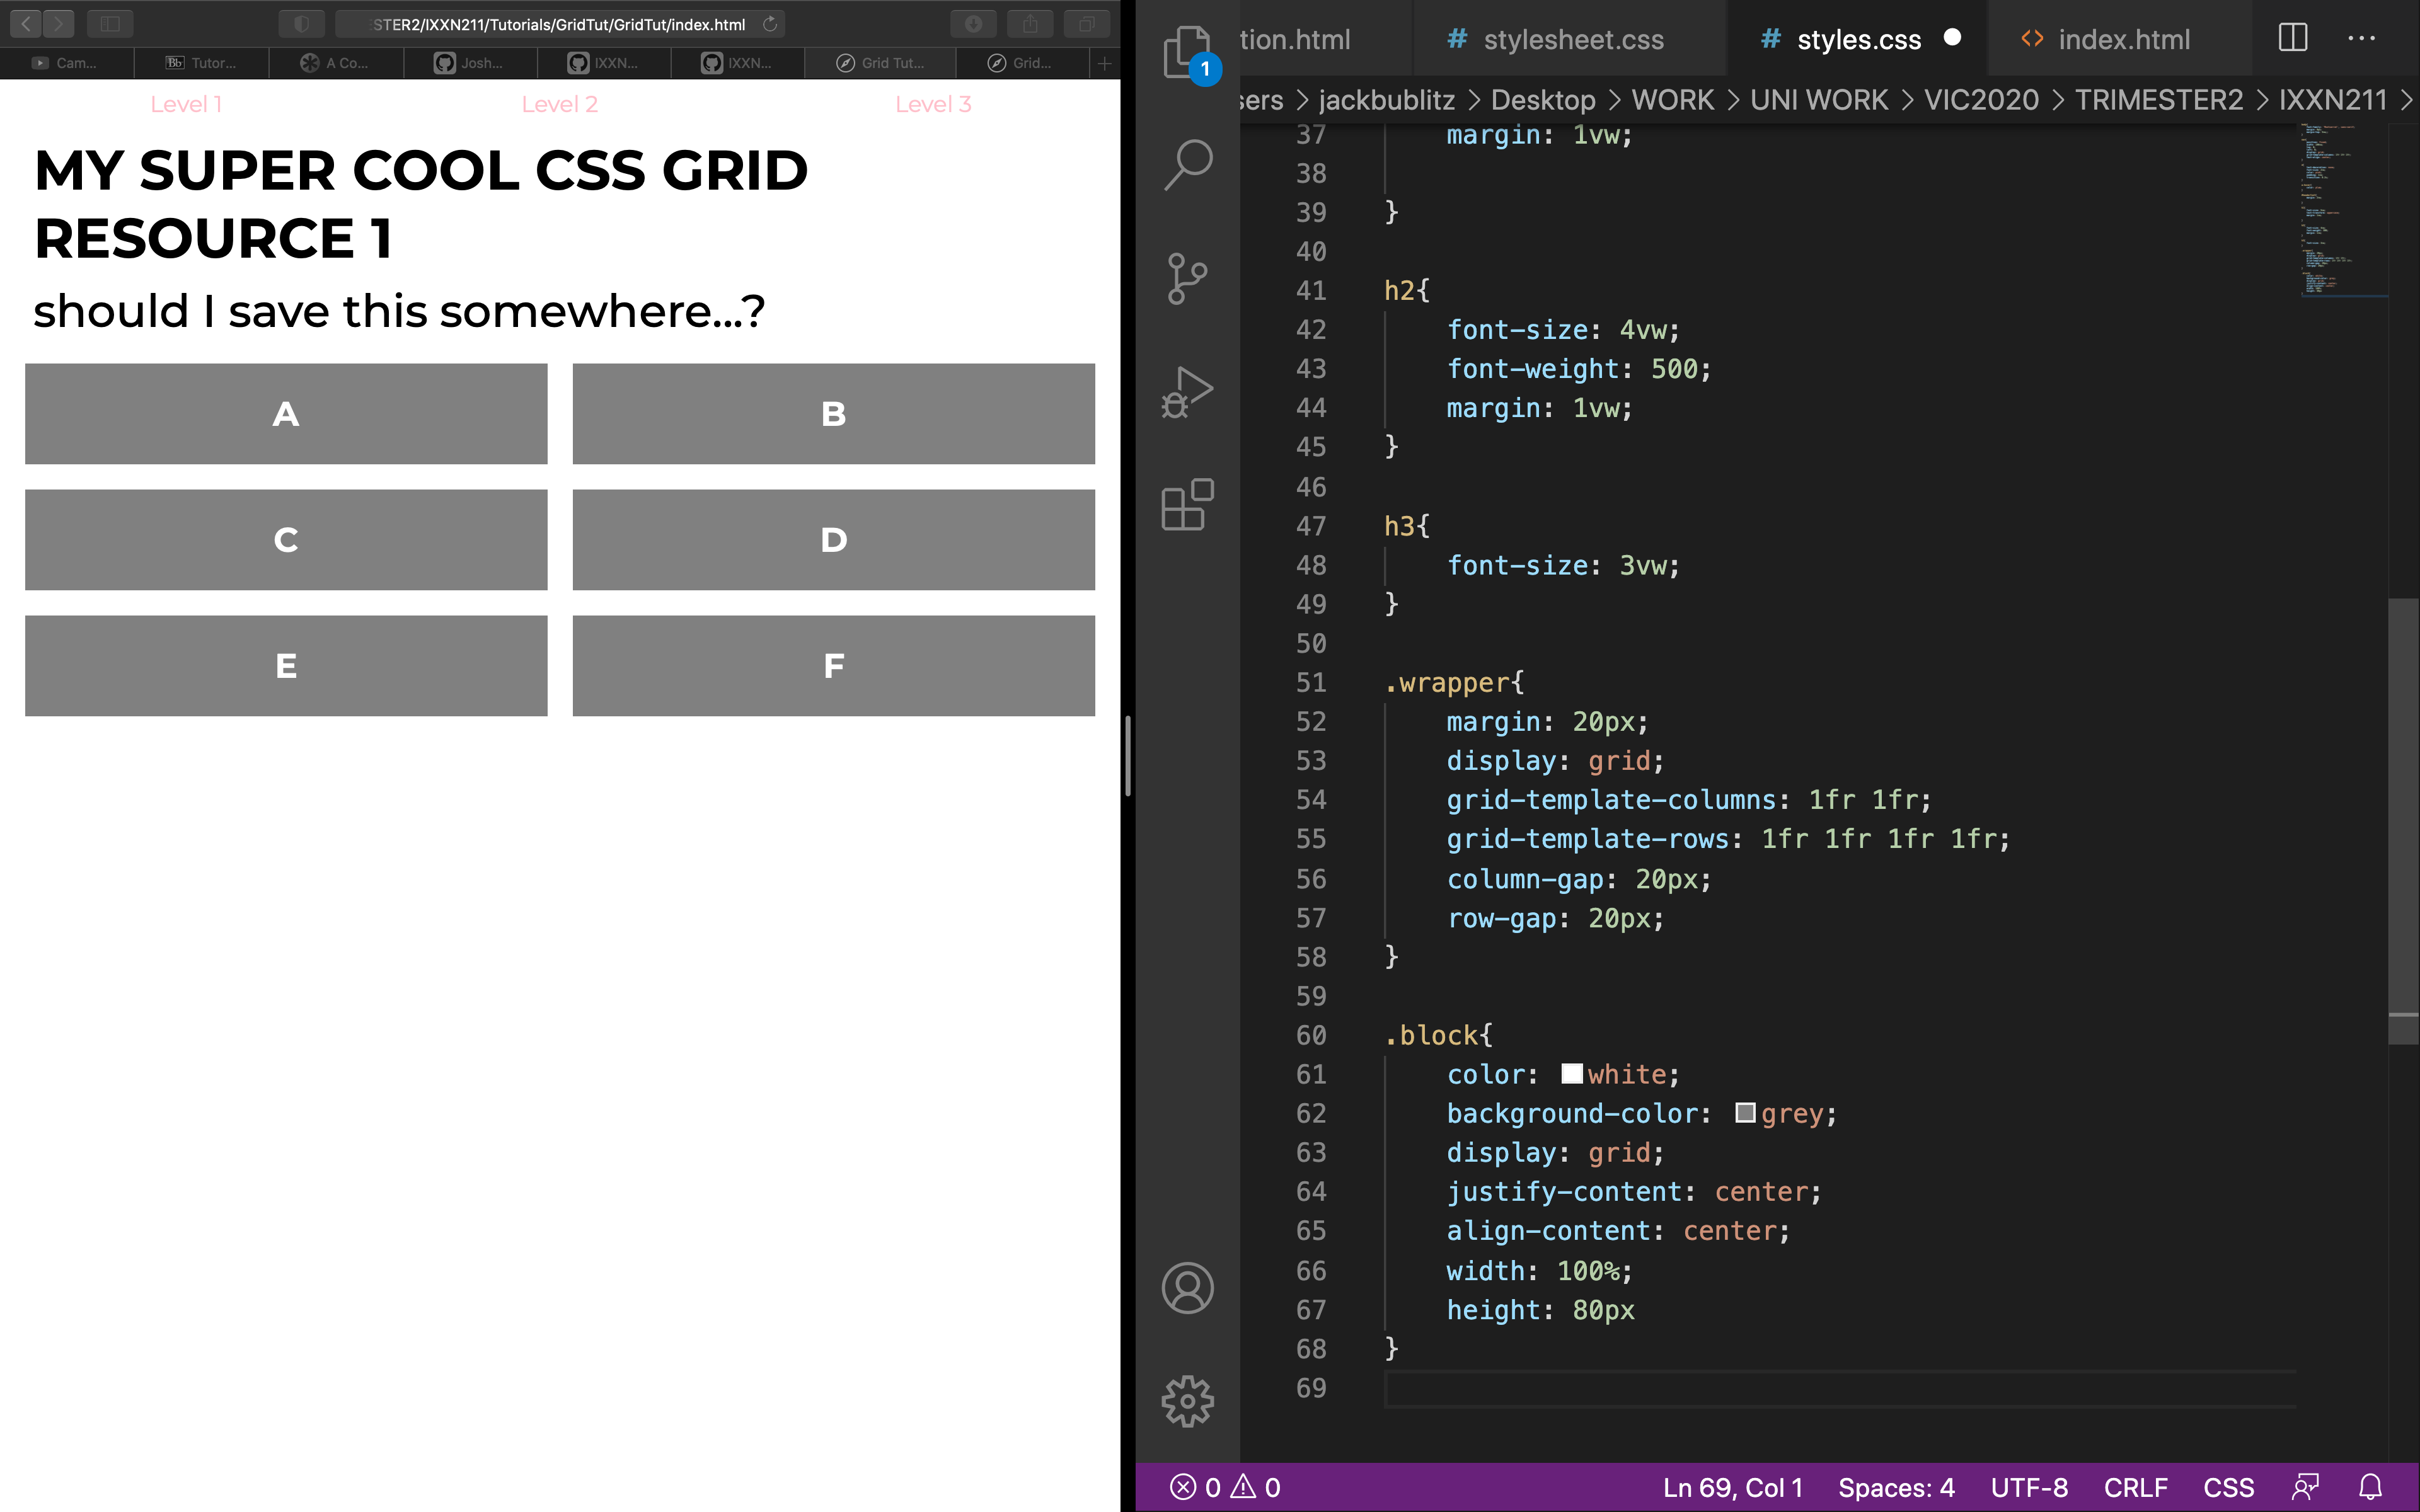 STER2/IXXN211/Tutorials/GridTut/GridTut/index.html
Cam... Tutor... A Co... Josh... IXXN... IXXN... Grid Tut... Grid...
Level 1 Level 2 Level 3
MY SUPER COOL CSS GRID
RESOURCE 1
should I save this somewhere...?
A B
C D
E F
1
tion.html # stylesheet.css # styles.css <> index.html
sers > jackbublitz > Desktop > WORK > UNI WORK > VIC2020 > TRIMESTER2 > IXXN211 >
37 margin: 1vw;
38
39 }
40
41 h2{
42 font-size: 4vw;
43 font-weight: 500;
44 margin: 1vw;
45 }
46
47 h3{
48 font-size: 3vw;
49 }
50
51 .wrapper{
52 margin: 20px;
53 display: grid;
54 grid-template-columns: 1fr 1fr;
55 grid-template-rows: 1fr 1fr 1fr 1fr;
56 column-gap: 20px;
57 row-gap: 20px;
58 }
59
60 .block{
61 color: white;
62 background-color: grey;
63 display: grid;
64 justify-content: center;
65 align-content: center;
66 width: 100%;
67 height: 80px
68 }
69
0 0 Ln 69, Col 1 Spaces: 4 UTF-8 CRLF CSS